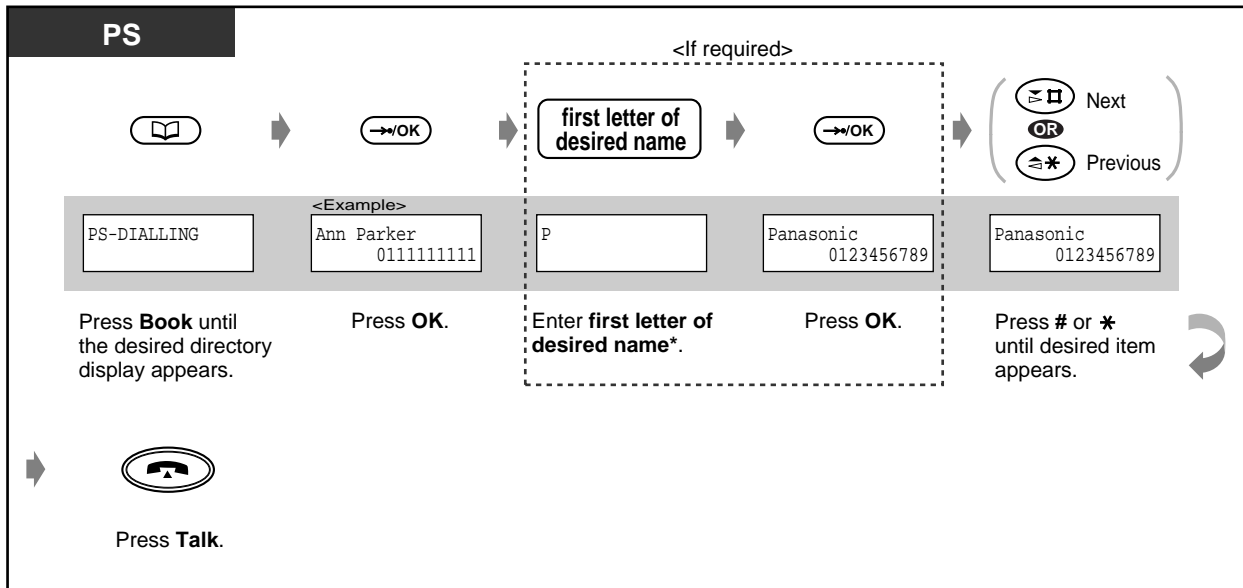 PS
<If required>
→•/OK
first letter of
desired name
→•/OK
# Next
OR
* Previous
<Example>
PS-DIALLING
Ann Parker
0111111111
P
Panasonic
0123456789
Panasonic
0123456789
Press Book until
the desired directory
display appears.
Press OK.
Enter first letter of
desired name*.
Press OK.
Press # or *
until desired item
appears.
Press Talk.